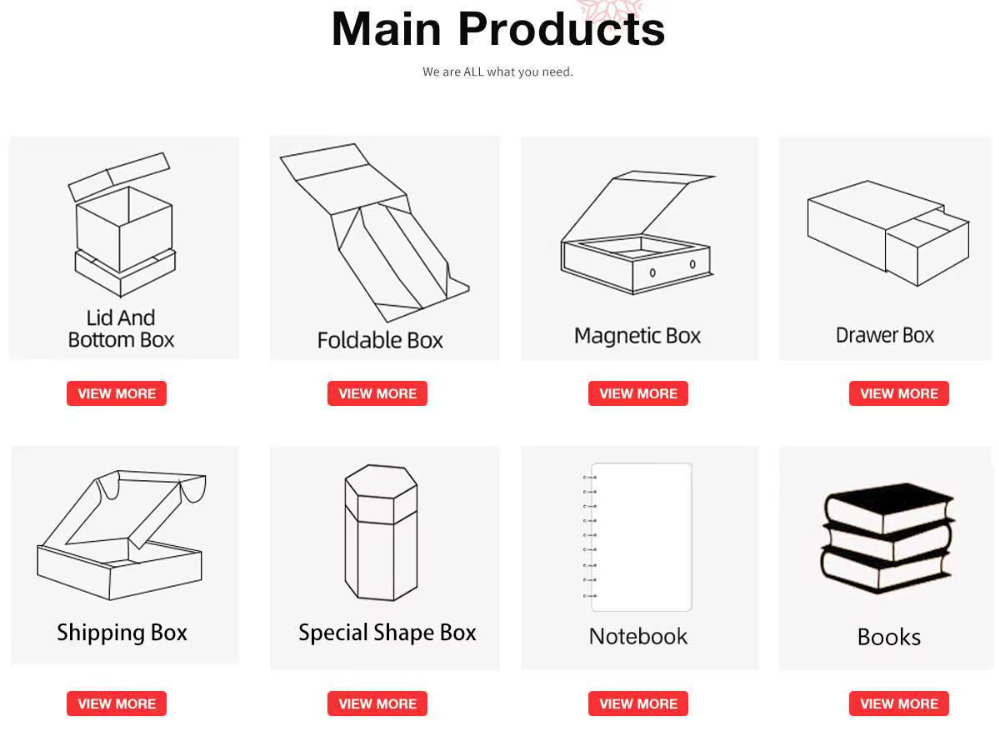 Main Products
We are ALL what you need.
Lid And
Bottom Box
Foldable Box
Magnetic Box
Drawer Box
VIEW MORE
VIEW MORE
VIEW MORE
VIEW MORE
Shipping Box
Special Shape Box
Notebook
Books
VIEW MORE
VIEW MORE
VIEW MORE
VIEW MORE